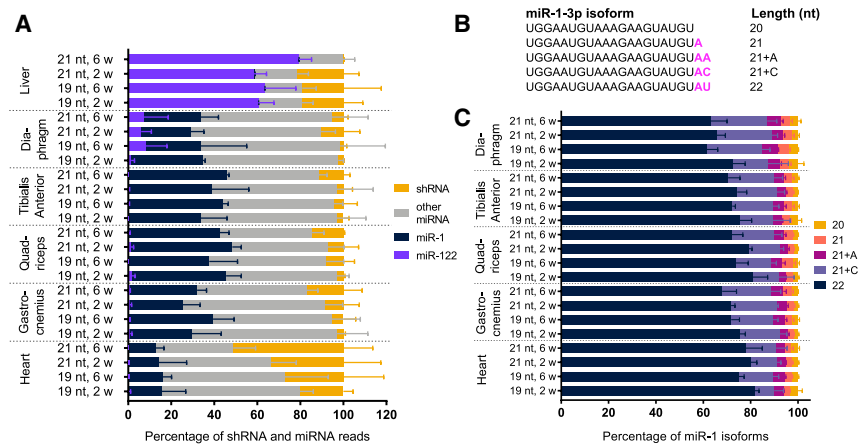 A
Liver
21 nt, 6 w
21 nt, 2 w
19 nt, 6 w
19 nt, 2 w
Dia-
phragm
21 nt, 6 w
21 nt, 2 w
19 nt, 6 w
19 nt, 2 w
Tibialis
Anterior
21 nt, 6 w
21 nt, 2 w
19 nt, 6 w
19 nt, 2 w
Quad-
riceps
21 nt, 6 w
21 nt, 2 w
19 nt, 6 w
19 nt, 2 w
Gastro-
cnemius
21 nt, 6 w
21 nt, 2 w
19 nt, 6 w
19 nt, 2 w
Heart
21 nt, 6 w
21 nt, 2 w
19 nt, 6 w
19 nt, 2 w
0 20 40 60 80 100 120
Percentage of shRNA and miRNA reads
shRNA
other
miRNA
miR-1
miR-122
B
miR-1-3p isoform Length (nt)
UGGAAUGUAAAGAAGUAUGU 20
UGGAAUGUAAAGAAGUAUGUA 21
UGGAAUGUAAAGAAGUAUGUAA 21+A
UGGAAUGUAAAGAAGUAUGUAC 21+C
UGGAAUGUAAAGAAGUAUGUAU 22
C
Dia-
phragm
21 nt, 6 w
21 nt, 2 w
19 nt, 6 w
19 nt, 2 w
Tibialis
Anterior
21 nt, 6 w
21 nt, 2 w
19 nt, 6 w
19 nt, 2 w
Quad-
riceps
21 nt, 6 w
21 nt, 2 w
19 nt, 6 w
19 nt, 2 w
Gastro-
cnemius
21 nt, 6 w
21 nt, 2 w
19 nt, 6 w
19 nt, 2 w
Heart
21 nt, 6 w
21 nt, 2 w
19 nt, 6 w
19 nt, 2 w
0 20 40 60 80 100
Percentage of miR-1 isoforms
20
21
21+A
21+C
22